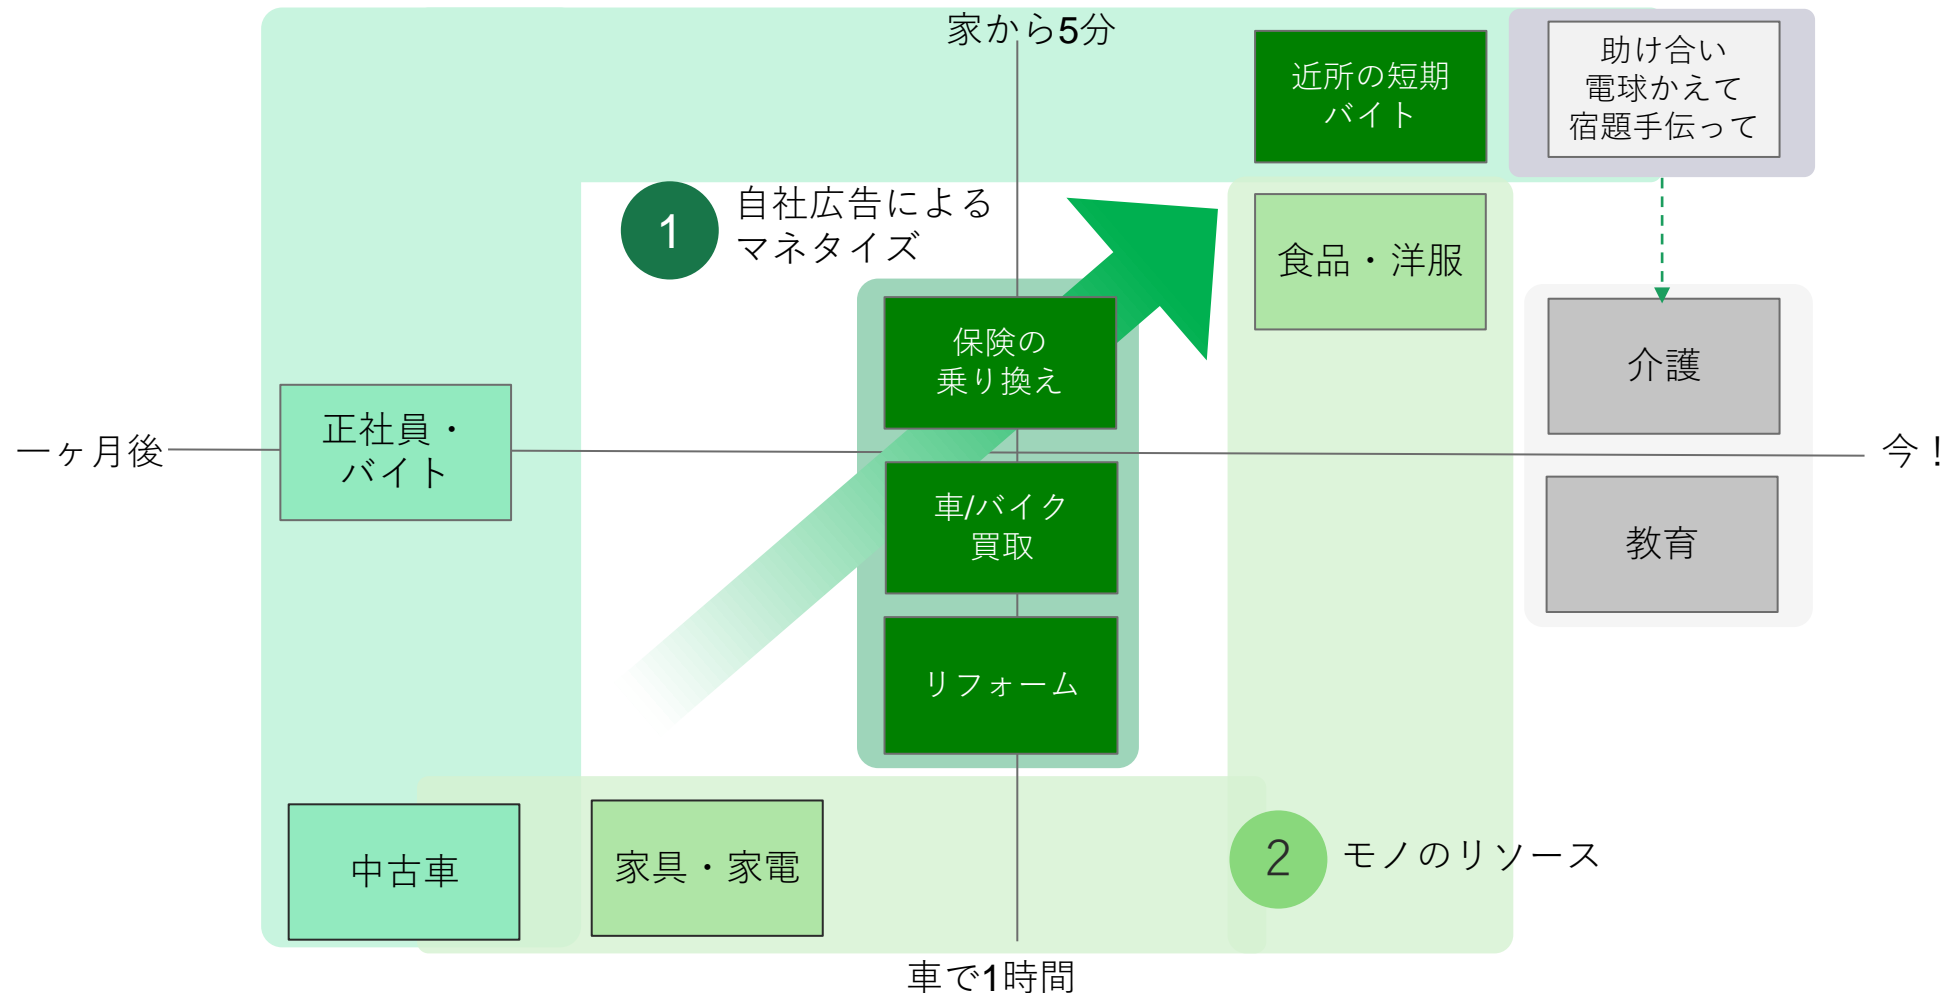 家から5分
近所の短期
バイト
助け合い
電球かえて
宿題手伝って
1
自社広告による
マネタイズ
食品・洋服
保険の
乗り換え
介護
一ヶ月後
正社員・
バイト
今！
車/バイク
買取
教育
リフォーム
中古車
家具・家電
2
モノのリソース
車で1時間